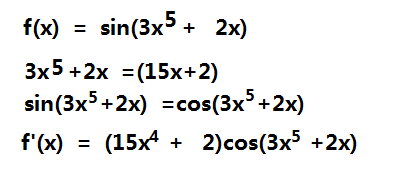 f(x) = sin(3x⁵ + 2x)
3x⁵ +2x =(15x+2)
sin(3x⁵+2x) =cos(3x⁵+2x)
f'(x) = (15x⁴ + 2)cos(3x⁵ +2x)